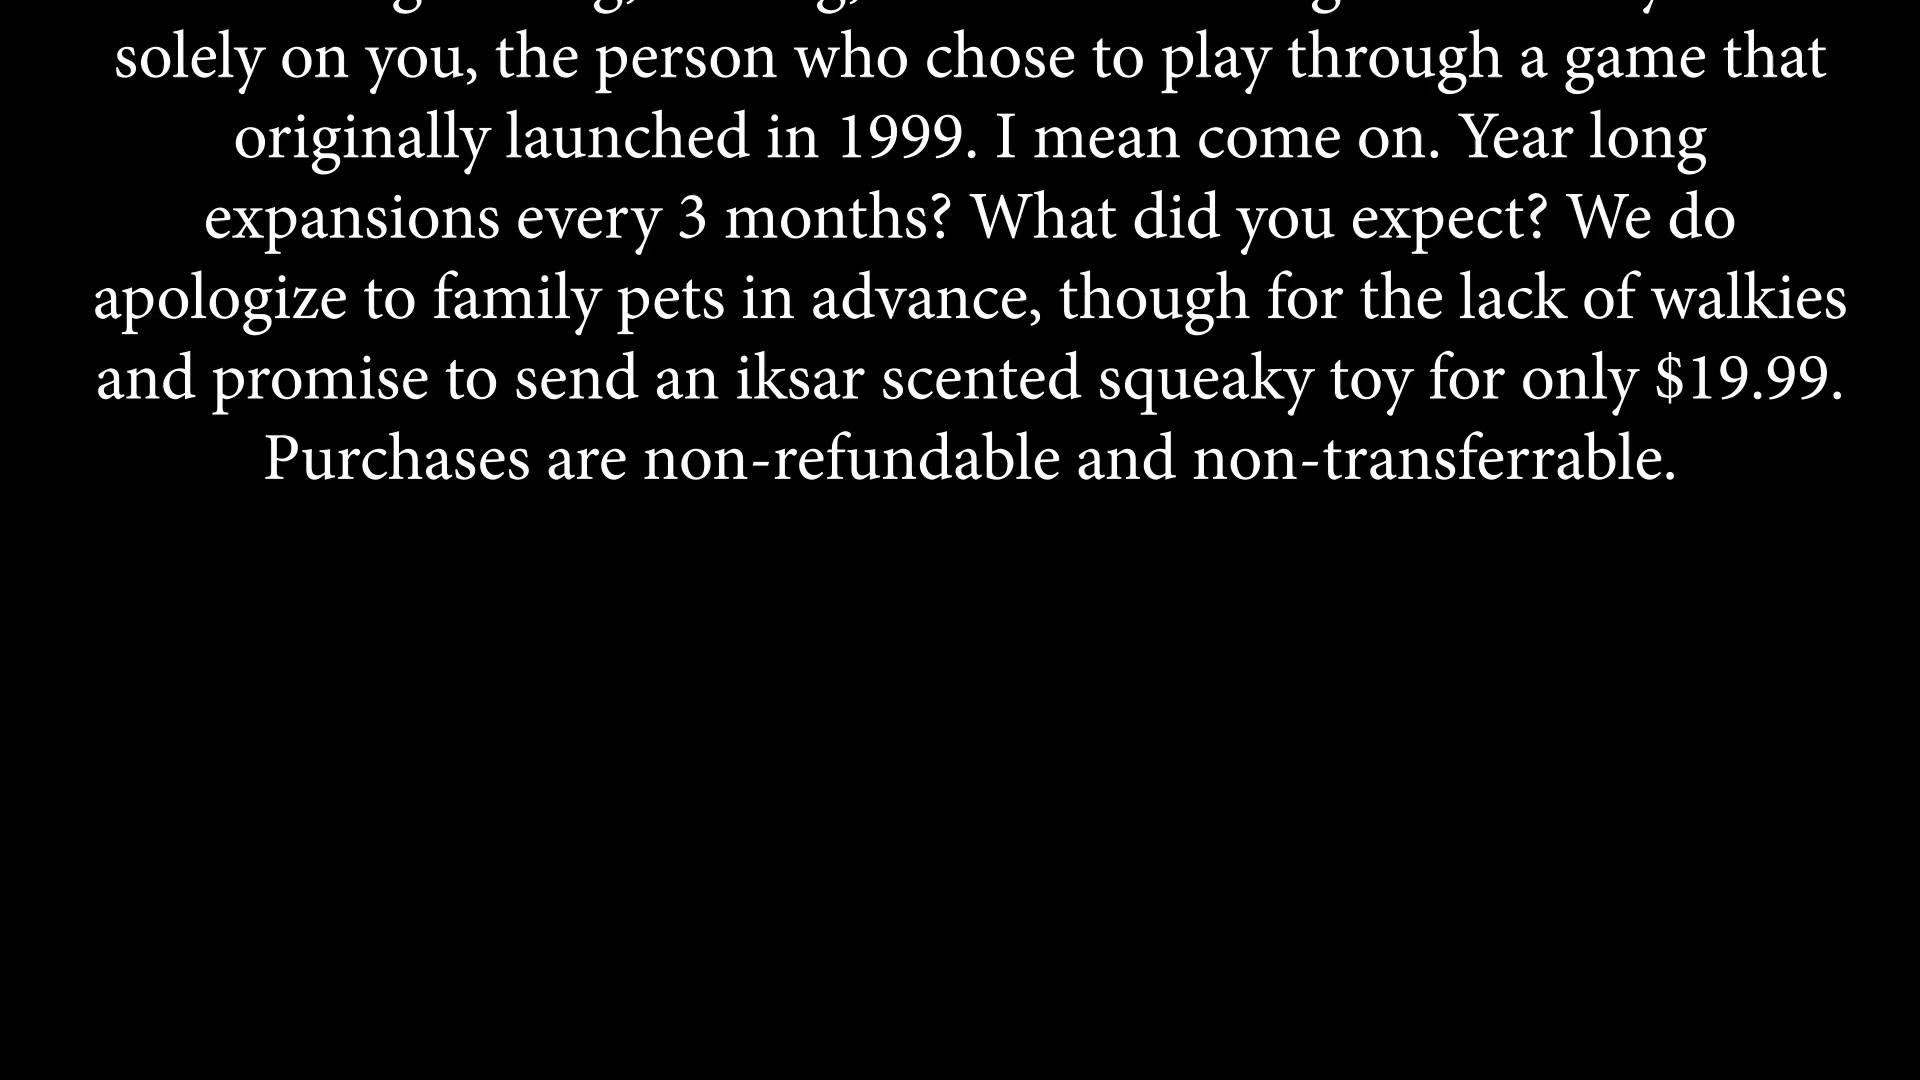 solely on you, the person who chose to play through a game that
originally launched in 1999. I mean come on. Year long
expansions every 3 months? What did you expect? We do
apologize to family pets in advance, though for the lack of walkies
and promise to send an iksar scented squeaky toy for only $19.99.
Purchases are non-refundable and non-transferrable.